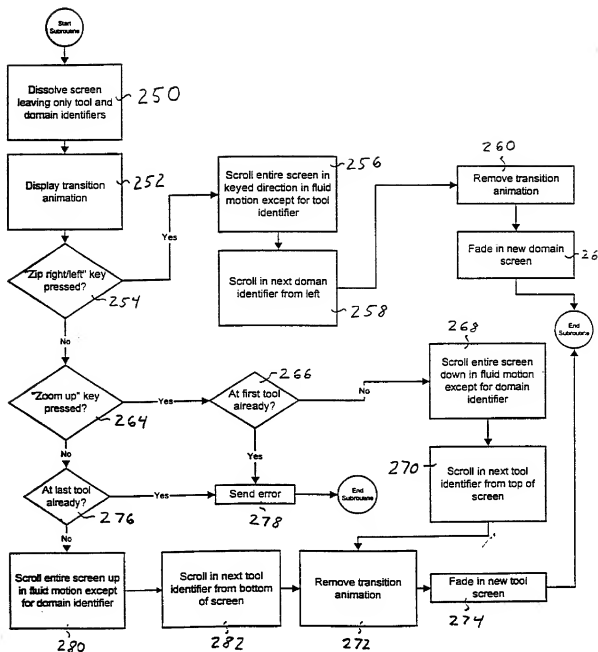 Start
Subroutine
Dissolve screen
leaving only tool and
domain identifiers
250
Display transition
animation
252
"Zip right/left" key
pressed?
254
Yes
No
Scroll entire screen in
keyed direction in fluid
motion except for tool
identifier
256
Scroll in next doman
identifier from left
258
260
Remove transition
animation
Fade in new domain
screen
26
End
Subroutine
"Zoom up" key
pressed?
264
Yes
No
266
At first tool
already?
No
Yes
268
Scroll entire screen
down in fluid motion
except for domain
identifier
270
Scroll in next tool
identifier from top of
screen
At last tool
already?
276
Yes
No
Send error
278
End
Subroutine
Scroll entire screen up
in fluid motion except
for domain identifier
280
Scroll in next tool
identifier from bottom
of screen
282
Remove transition
animation
272
Fade in new tool
screen
274